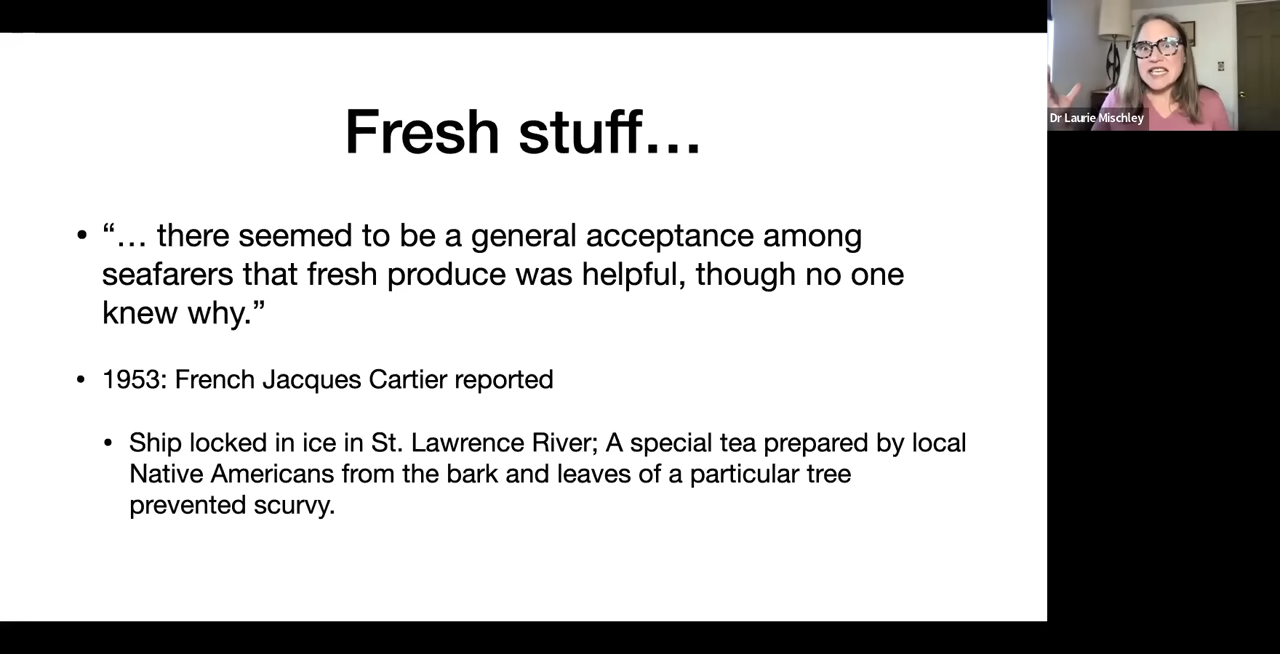 Fresh stuff…
• “… there seemed to be a general acceptance among
seafarers that fresh produce was helpful, though no one
knew why.”
• 1953: French Jacques Cartier reported
• Ship locked in ice in St. Lawrence River; A special tea prepared by local
Native Americans from the bark and leaves of a particular tree
prevented scurvy.
Dr Laurie Mischley